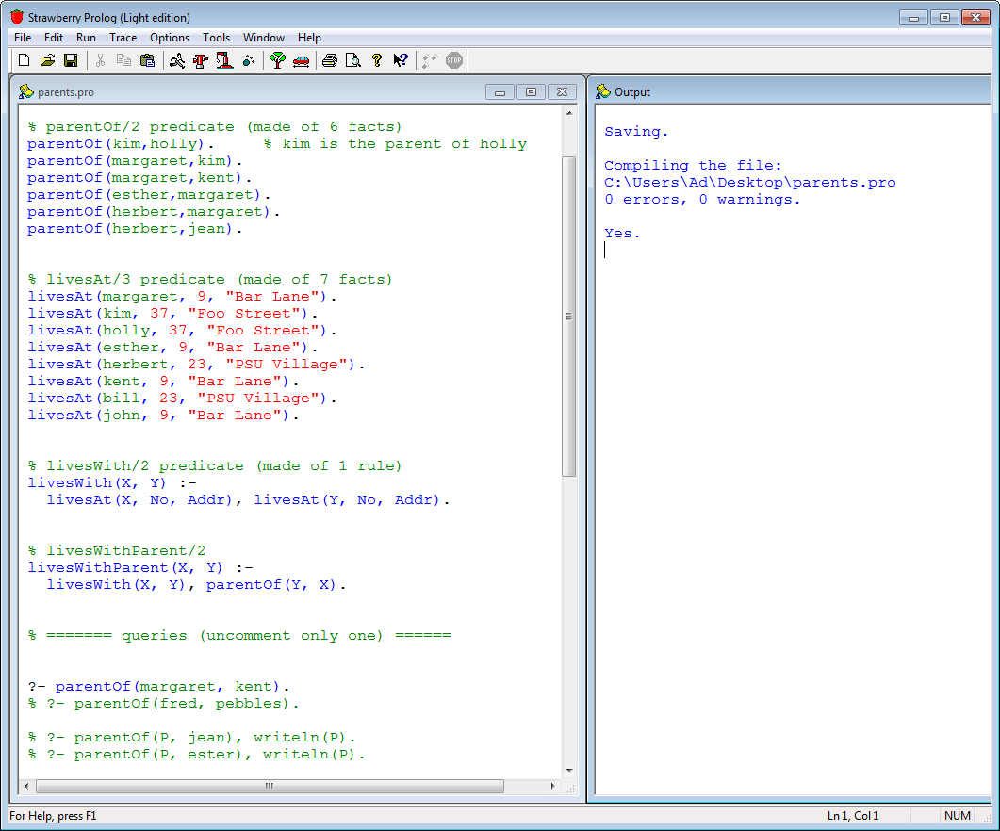 Strawberry Prolog (Light edition)
File Edit Run Trace Options Tools Window Help
STOP
parents.pro
% parentOf/2 predicate (made of 6 facts)
parentOf(kim,holly).     % kim is the parent of holly
parentOf(margaret,kim).
parentOf(margaret,kent).
parentOf(esther,margaret).
parentOf(herbert,margaret).
parentOf(herbert,jean).
% livesAt/3 predicate (made of 7 facts)
livesAt(margaret, 9, "Bar Lane").
livesAt(kim, 37, "Foo Street").
livesAt(holly, 37, "Foo Street").
livesAt(esther, 9, "Bar Lane").
livesAt(herbert, 23, "PSU Village").
livesAt(kent, 9, "Bar Lane").
livesAt(bill, 23, "PSU Village").
livesAt(john, 9, "Bar Lane").
% livesWith/2 predicate (made of 1 rule)
livesWith(X, Y) :-
  livesAt(X, No, Addr), livesAt(Y, No, Addr).
% livesWithParent/2
livesWithParent(X, Y) :-
  livesWith(X, Y), parentOf(Y, X).
% ======= queries (uncomment only one) ======
?- parentOf(margaret, kent).
% ?- parentOf(fred, pebbles).
% ?- parentOf(P, jean), writeln(P).
% ?- parentOf(P, ester), writeln(P).
Output
Saving.
Compiling the file:
C:\Users\Ad\Desktop\parents.pro
0 errors, 0 warnings.
Yes.
For Help, press F1
Ln 1, Col 1
NUM